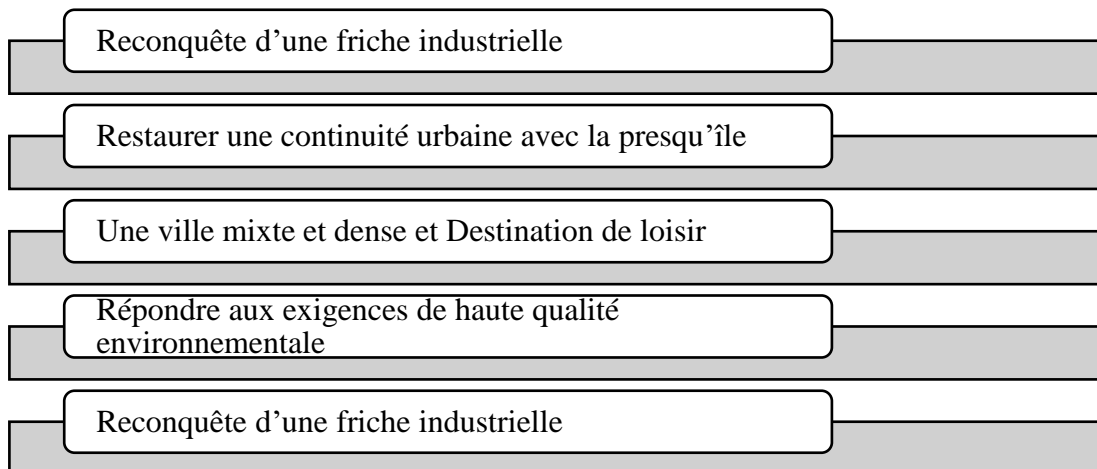 Reconquête d’une friche industrielle
Restaurer une continuité urbaine avec la presqu’île
Une ville mixte et dense et Destination de loisir
Répondre aux exigences de haute qualité
environnementale
Reconquête d’une friche industrielle